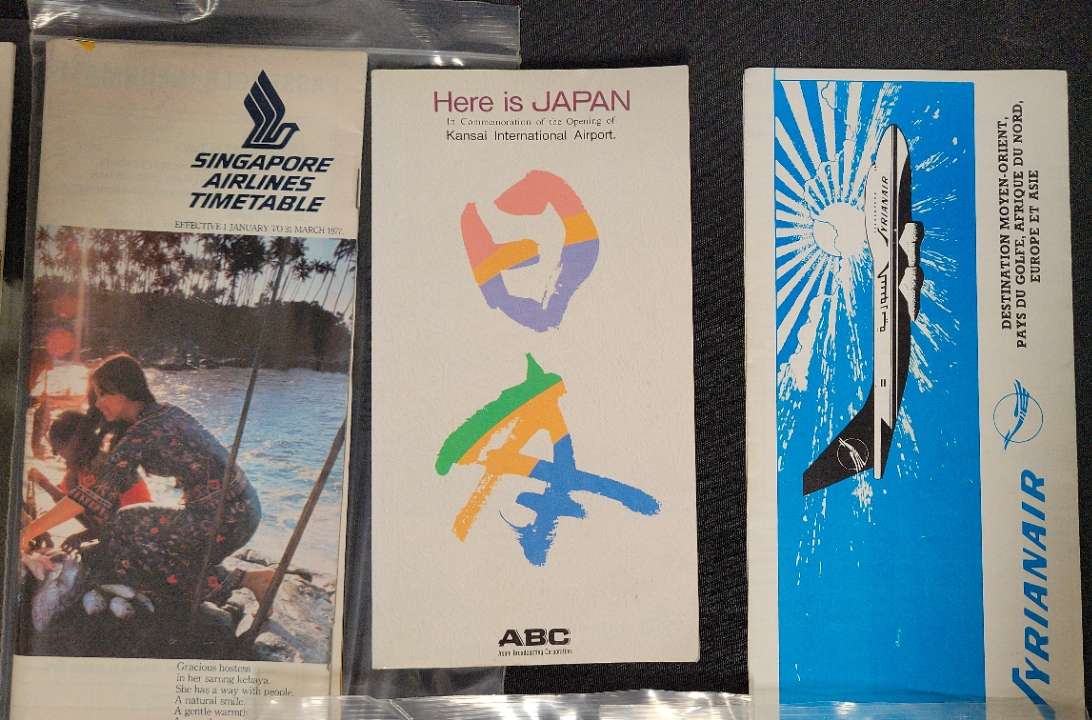 SINGAPORE
AIRLINES
TIMETABLE
EFFECTIVE 1 JANUARY TO 31 MARCH 1977.
Gracious hostess
in her sarung kebaya.
She has a way with people.
A natural smile.
A gentle warmth
Here is JAPAN
In Commemoration of the Opening of
Kansai International Airport.
日
本
ABC
Asahi Broadcasting Corporation
SYRIANAIR
السورية
DESTINATION MOYEN-ORIENT,
PAYS DU GOLFE, AFRIQUE DU NORD,
EUROPE ET ASIE
SYRIANAIR